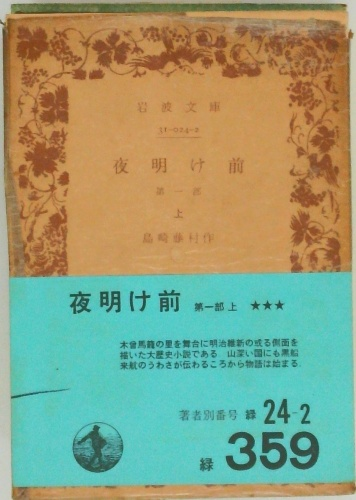 岩波文庫
31-024-2
夜明け前
第一部
上
島崎藤村作
夜明け前 第一部 上 ★★★
木曾馬籠の里を舞台に明治維新の或る側面を
描いた大歴史小説である. 山深い国にも黒船
来航のうわさが伝わるころから物語は始まる.
著者別番号 緑 24-2
緑 359